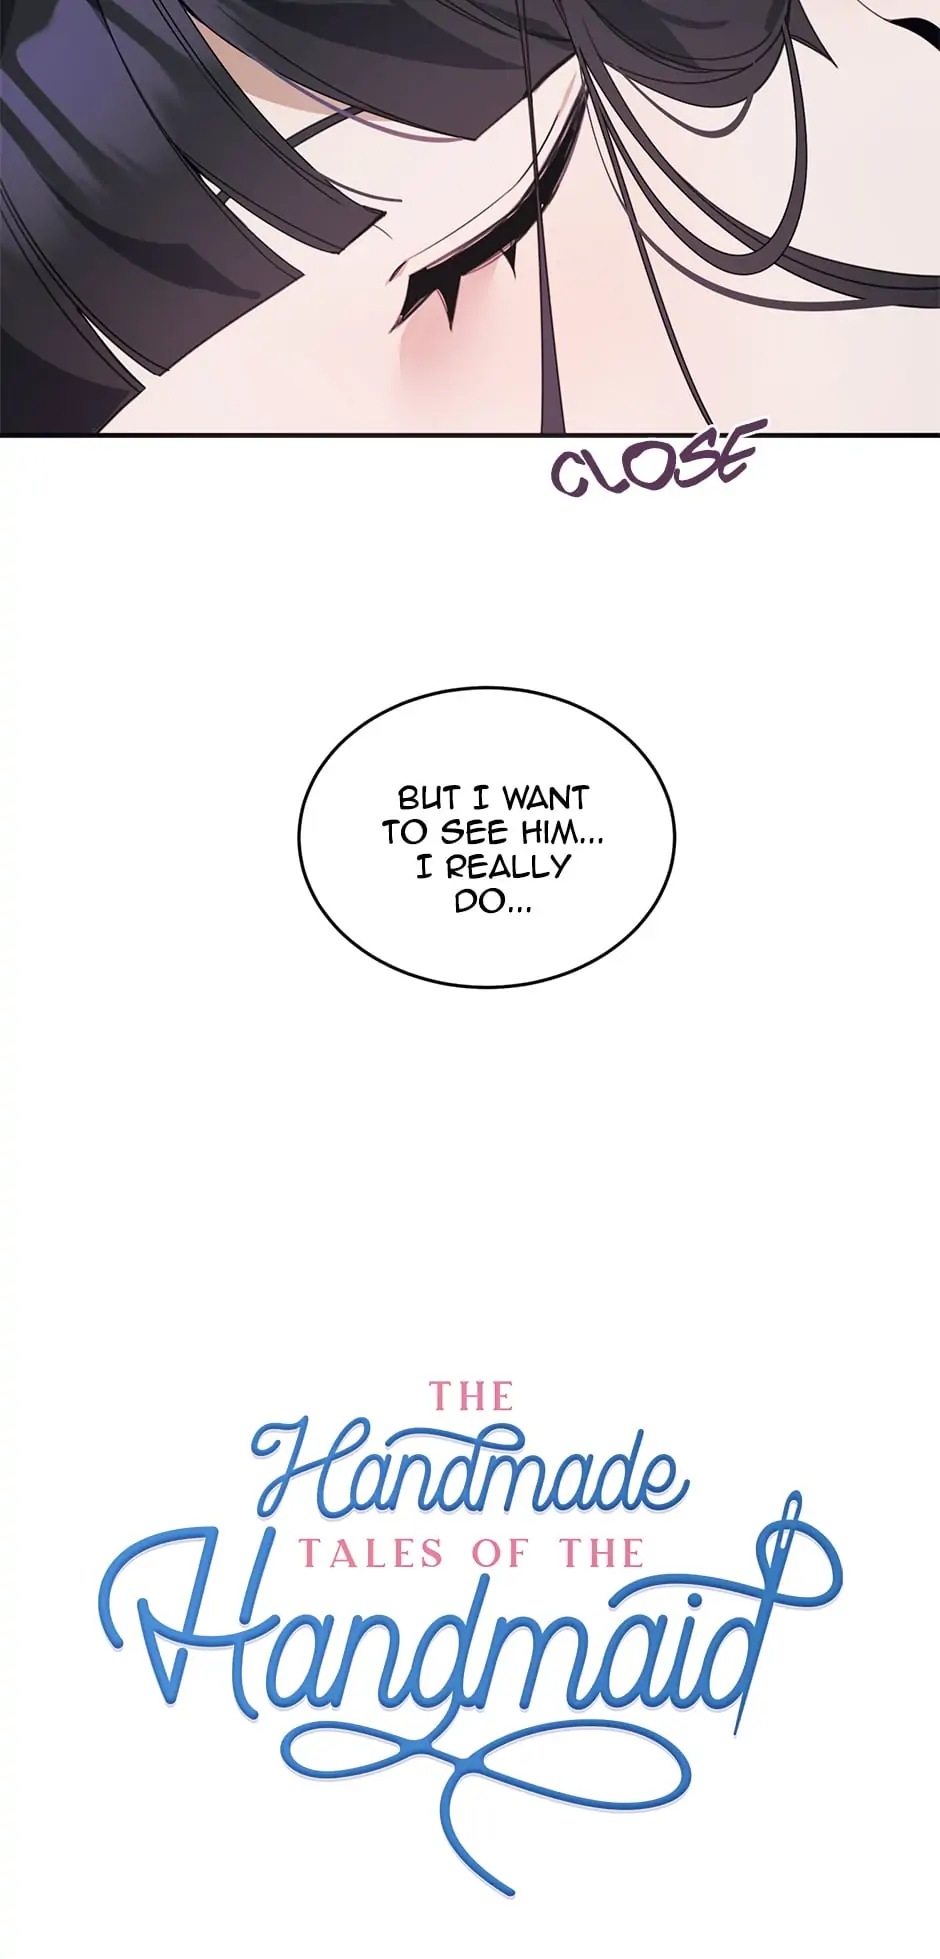 CLOSE
BUT I WANT
TO SEE HIM...
I REALLY
DO...
THE
Handmade
TALES OF THE
Handmaid